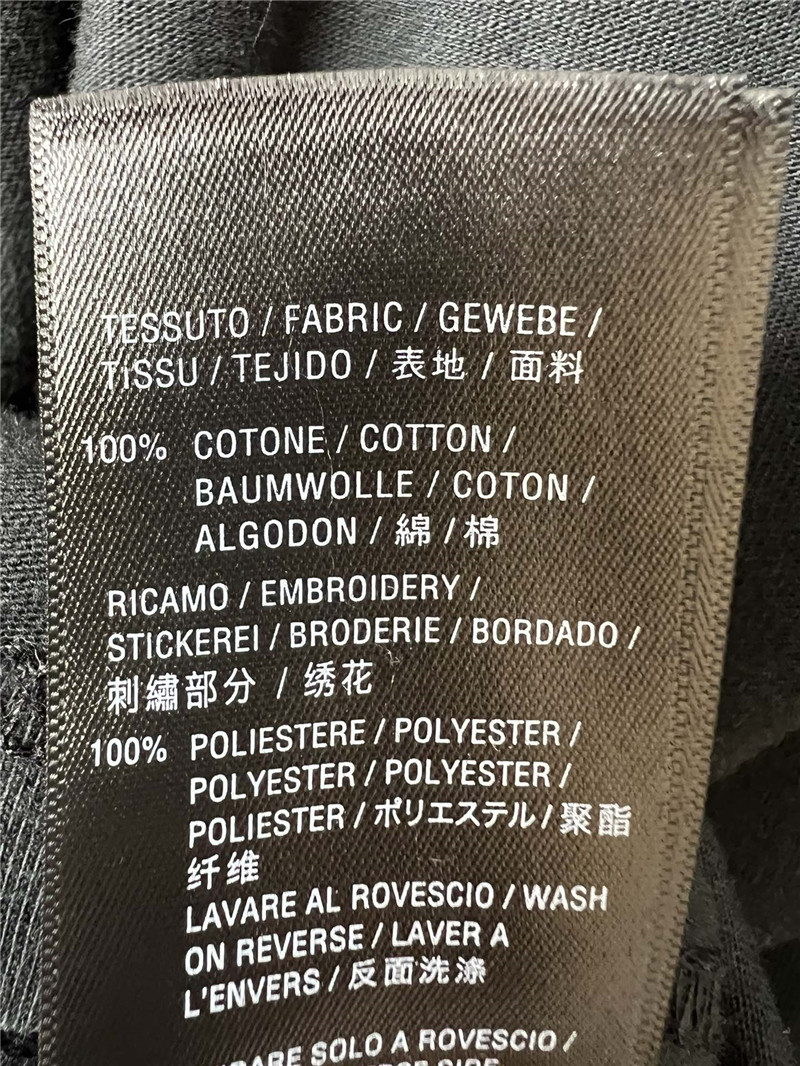 TESSUTO / FABRIC / GEWEBE /
TISSU / TEJIDO / 表地 / 面料
100% COTONE / COTTON /
BAUMWOLLE / COTON /
ALGODON / 綿 / 棉
RICAMO / EMBROIDERY /
STICKEREI / BRODERIE / BORDADO /
刺繍部分 / 绣花
100% POLIESTERE / POLYESTER /
POLYESTER / POLYESTER /
POLIESTER / ポリエステル / 聚酯
纤维
LAVARE AL ROVESCIO / WASH
ON REVERSE / LAVER A
L'ENVERS / 反面洗涤
SOLO A ROVESCIO /